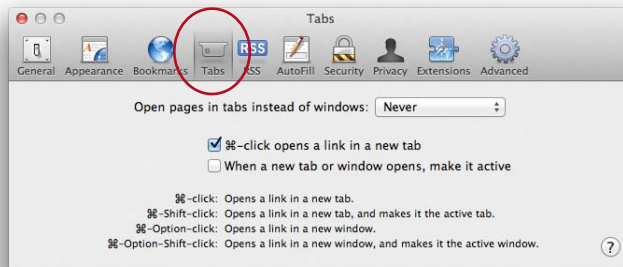 Tabs
RSS
General Appearance Bookmarks Tabs RSS AutoFill Security Privacy Extensions Advanced
Open pages in tabs instead of windows: Never
⌘-click opens a link in a new tab
When a new tab or window opens, make it active
⌘-click: Opens a link in a new tab.
⌘-Shift-click: Opens a link in a new tab, and makes it the active tab.
⌘-Option-click: Opens a link in a new window.
⌘-Option-Shift-click: Opens a link in a new window, and makes it the active window.
?